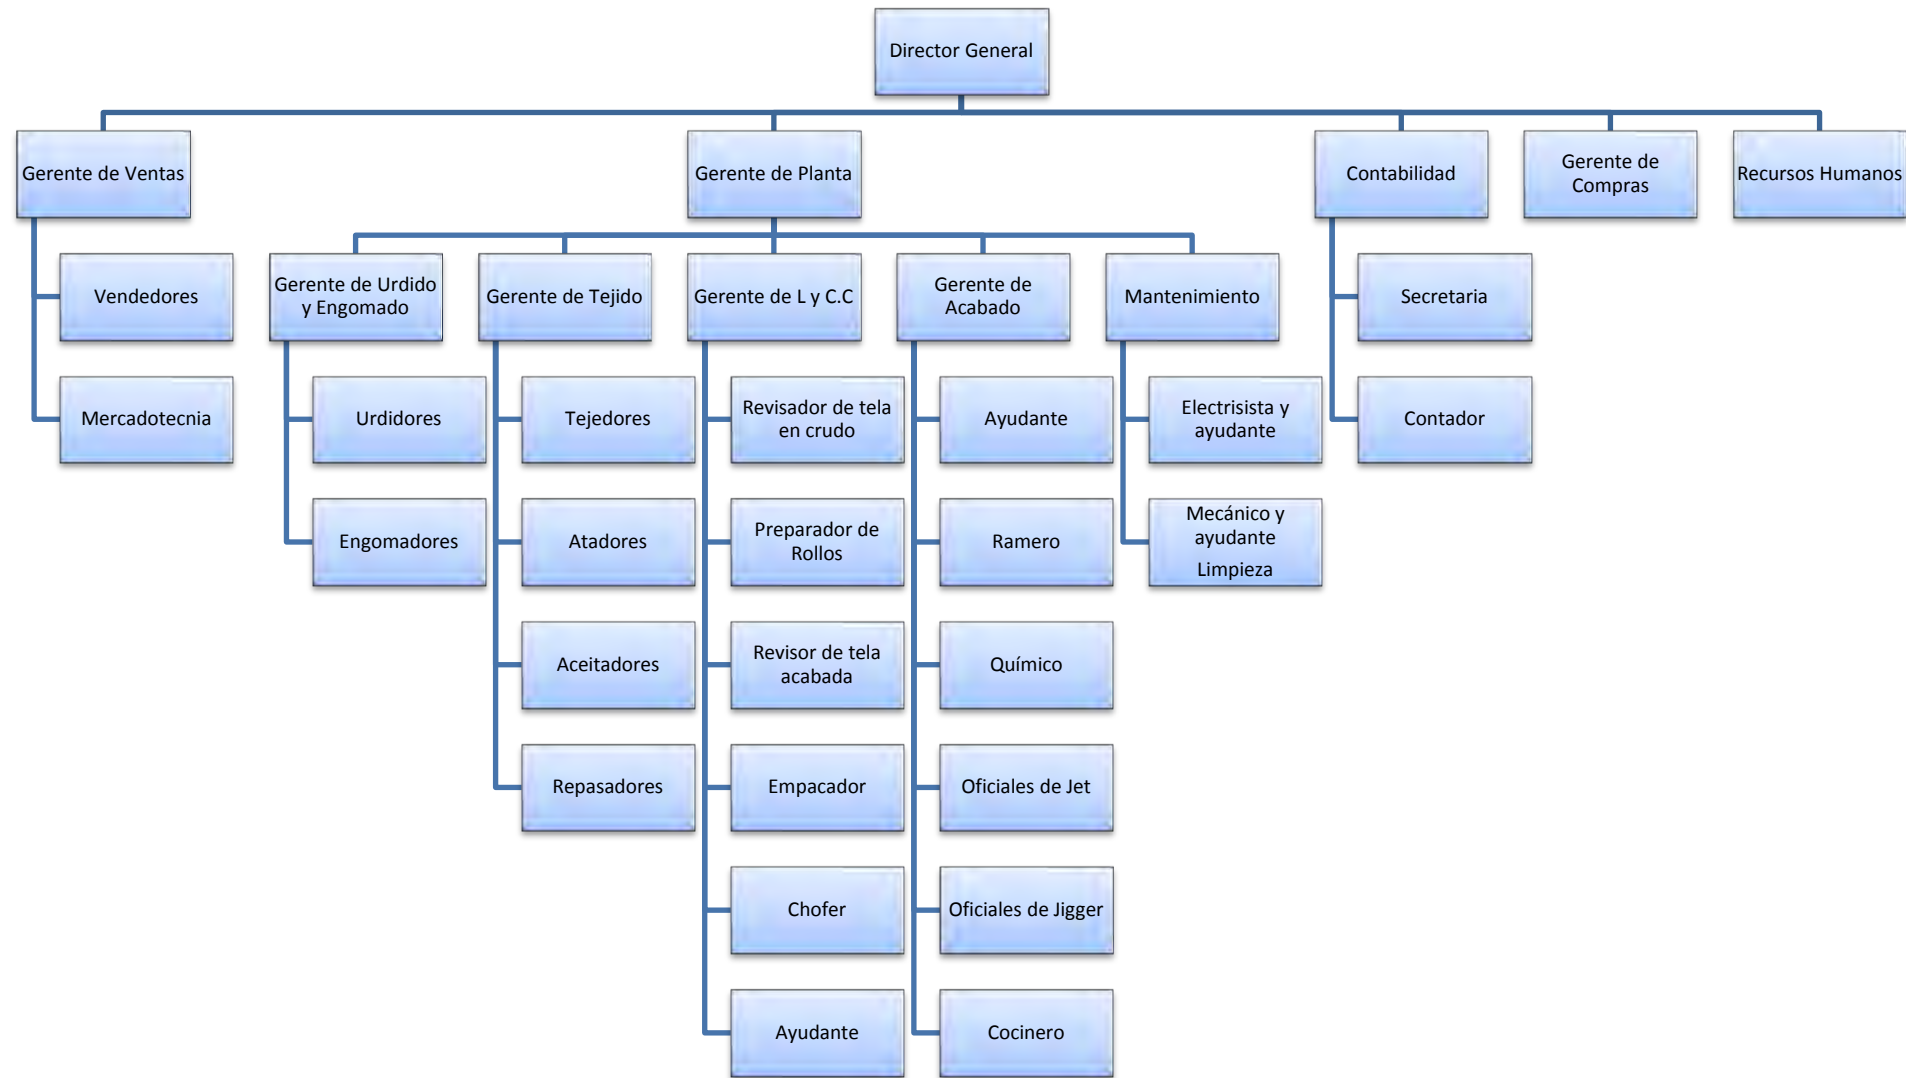 Director General
Gerente de Ventas
Gerente de Planta
Contabilidad
Gerente de
Compras
Recursos Humanos
Vendedores
Mercadotecnia
Gerente de Urdido
y Engomado
Gerente de Tejido
Gerente de L y C.C
Gerente de
Acabado
Mantenimiento
Secretaria
Contador
Urdidores
Engomadores
Tejedores
Atadores
Aceitadores
Repasadores
Revisador de tela
en crudo
Preparador de
Rollos
Revisor de tela
acabada
Empacador
Chofer
Ayudante
Ayudante
Ramero
Químico
Oficiales de Jet
Oficiales de Jigger
Cocinero
Electrisista y
ayudante
Mecánico y
ayudante
Limpieza